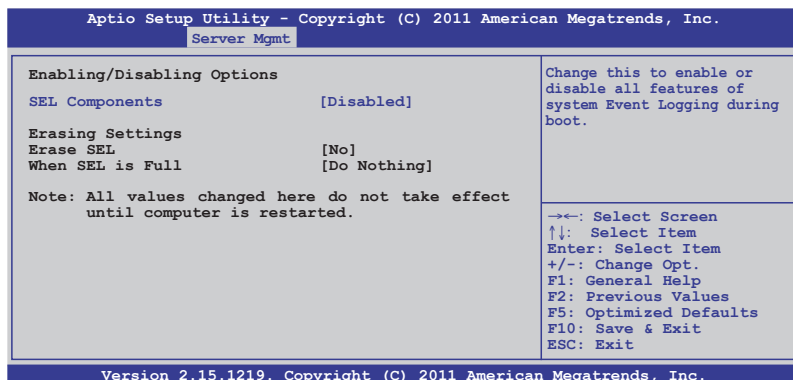 Aptio Setup Utility - Copyright (C) 2011 American Megatrends, Inc.
Server Mgmt
Enabling/Disabling Options
SEL Components [Disabled]
Erasing Settings
Erase SEL [No]
When SEL is Full [Do Nothing]
Note: All values changed here do not take effect
until computer is restarted.
Change this to enable or
disable all features of
system Event Logging during
boot.
→←: Select Screen
↑↓: Select Item
Enter: Select Item
+/-: Change Opt.
F1: General Help
F2: Previous Values
F5: Optimized Defaults
F10: Save & Exit
ESC: Exit
Version 2.15.1219. Copyright (C) 2011 American Megatrends, Inc.